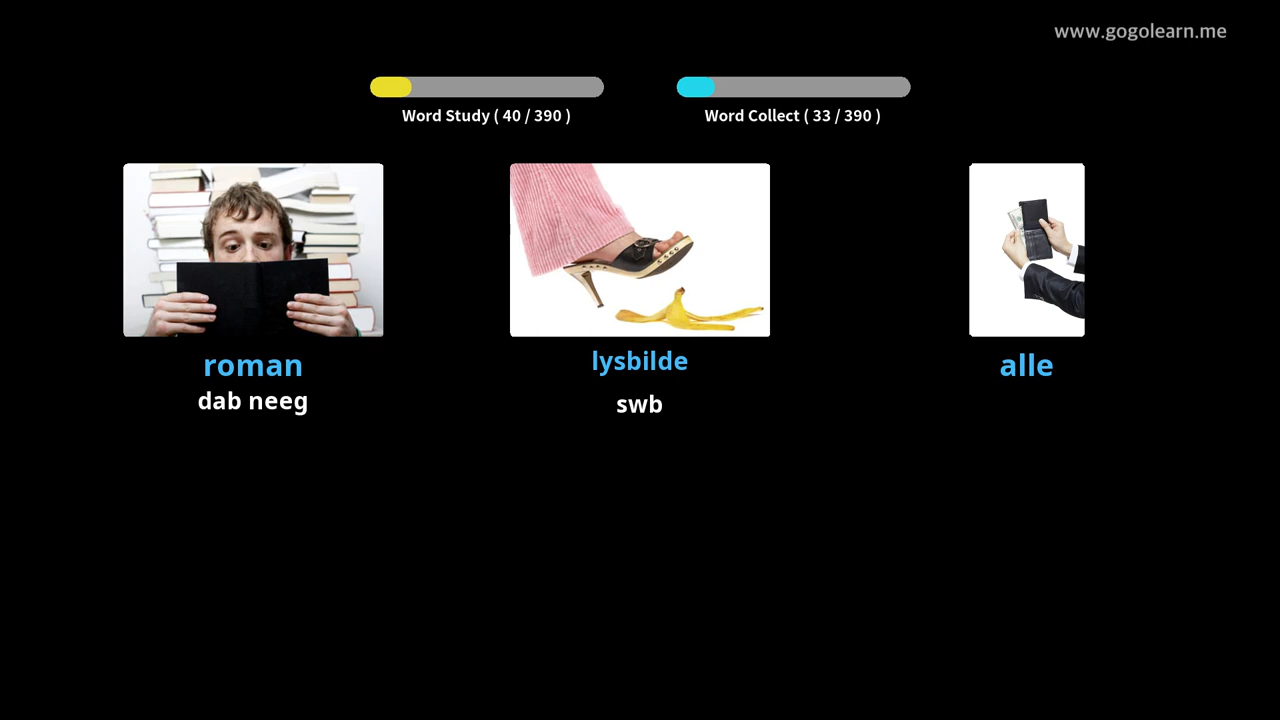 www.gogolearn.me
Word Study ( 40 / 390 )
Word Collect ( 33 / 390 )
roman
dab neeg
lysbilde
swb
alle